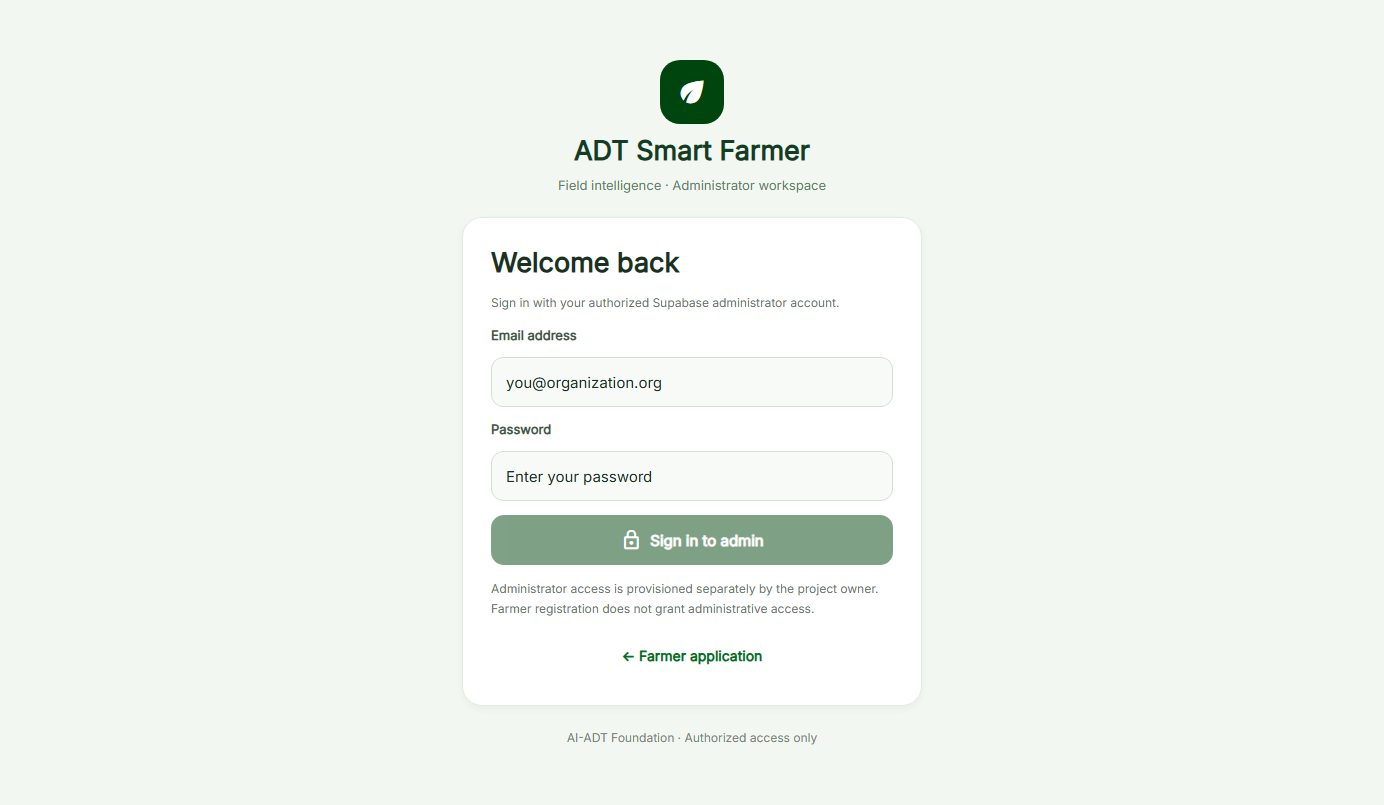 ADT Smart Farmer
Field intelligence · Administrator workspace
Welcome back
Sign in with your authorized Supabase administrator account.
Email address
you@organization.org
Password
Enter your password
Sign in to admin
Administrator access is provisioned separately by the project owner.
Farmer registration does not grant administrative access.
← Farmer application
AI-ADT Foundation · Authorized access only